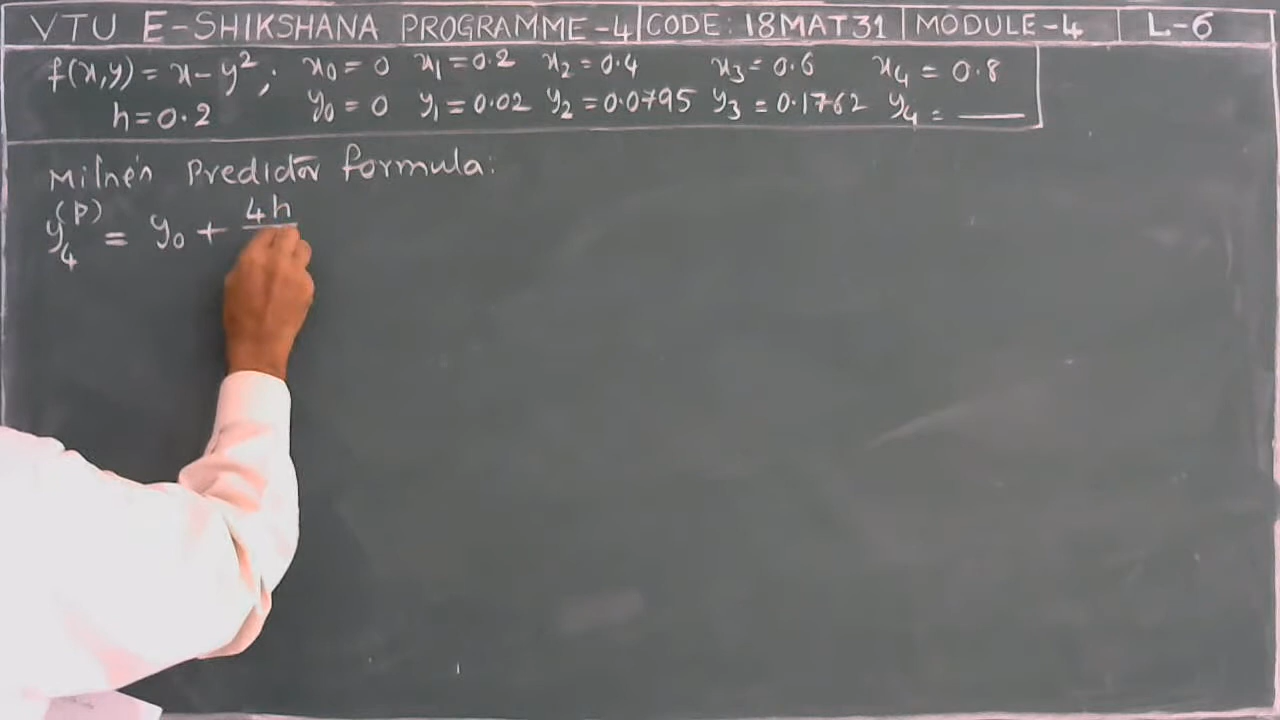 VTU E-SHIKSHANA PROGRAMME-4 CODE: 18MAT31 MODULE-4 L-6
f(x,y) = x-y²; x₀=0 x₁=0.2 x₂=0.4 x₃=0.6 x₄=0.8
h=0.2 y₀=0 y₁=0.02 y₂=0.0795 y₃=0.1762 y₄=___
Milne's Predictor formula:
y₄⁽ᵖ⁾ = y₀ + 4h